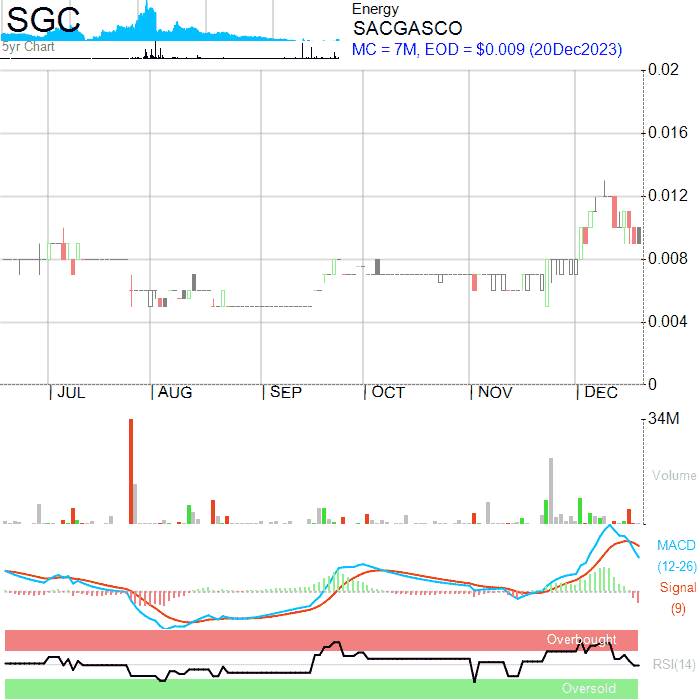 SGC
5yr Chart
Energy
SACGASCO
MC = 7M, EOD = $0.009 (20Dec2023)
0.02
0.016
0.012
0.008
0.004
0
JUL AUG SEP OCT NOV DEC
34M
Volume
MACD
(12-26)
Signal
(9)
Overbought
RSI(14)
Oversold